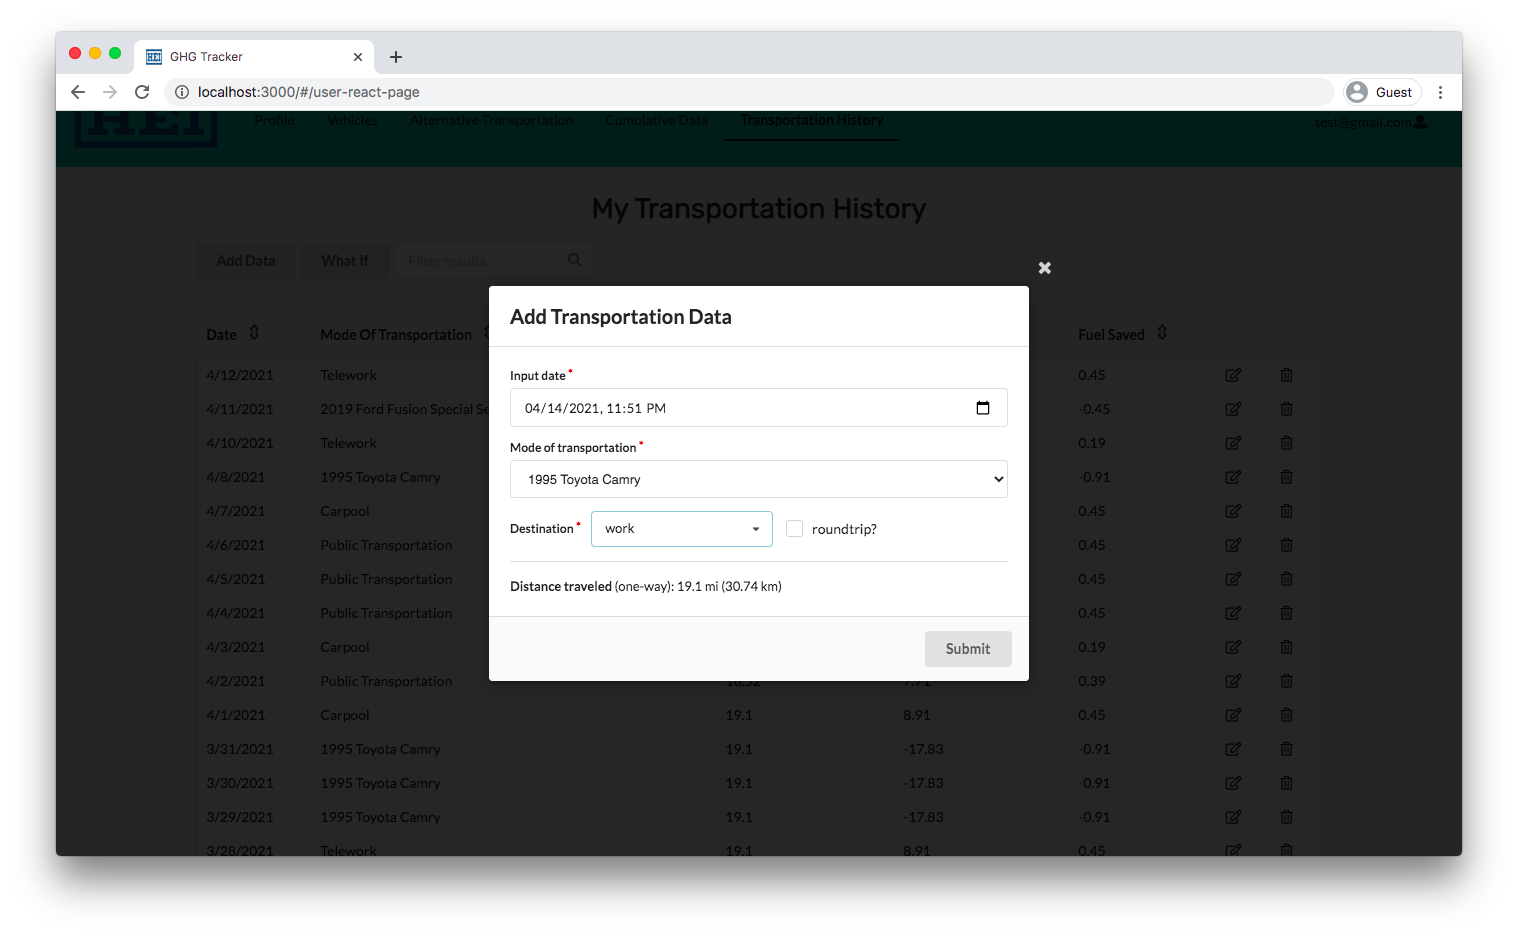 GHG Tracker
localhost:3000/#/user-react-page
Guest
HEI
Profile Vehicles Alternative Transportation Cumulative Data Transportation History test@gmail.com
My Transportation History
Add Data What If Filter results...
Add Transportation Data
Input date *
04/14/2021, 11:51 PM
Mode of transportation *
1995 Toyota Camry
Destination * work roundtrip?
Distance traveled (one-way): 19.1 mi (30.74 km)
Submit
Date Mode Of Transportation Fuel Saved
4/12/2021 Telework 0.45
4/11/2021 2019 Ford Fusion Special Se -0.45
4/10/2021 Telework 0.19
4/8/2021 1995 Toyota Camry -0.91
4/7/2021 Carpool 0.45
4/6/2021 Public Transportation 0.45
4/5/2021 Public Transportation 0.45
4/4/2021 Public Transportation 0.45
4/3/2021 Carpool 0.19
4/2/2021 Public Transportation 0.39
4/1/2021 Carpool 19.1 8.91 0.45
3/31/2021 1995 Toyota Camry 19.1 -17.83 -0.91
3/30/2021 1995 Toyota Camry 19.1 -17.83 -0.91
3/29/2021 1995 Toyota Camry 19.1 -17.83 -0.91
3/28/2021 Telework 19.1 8.91 0.45